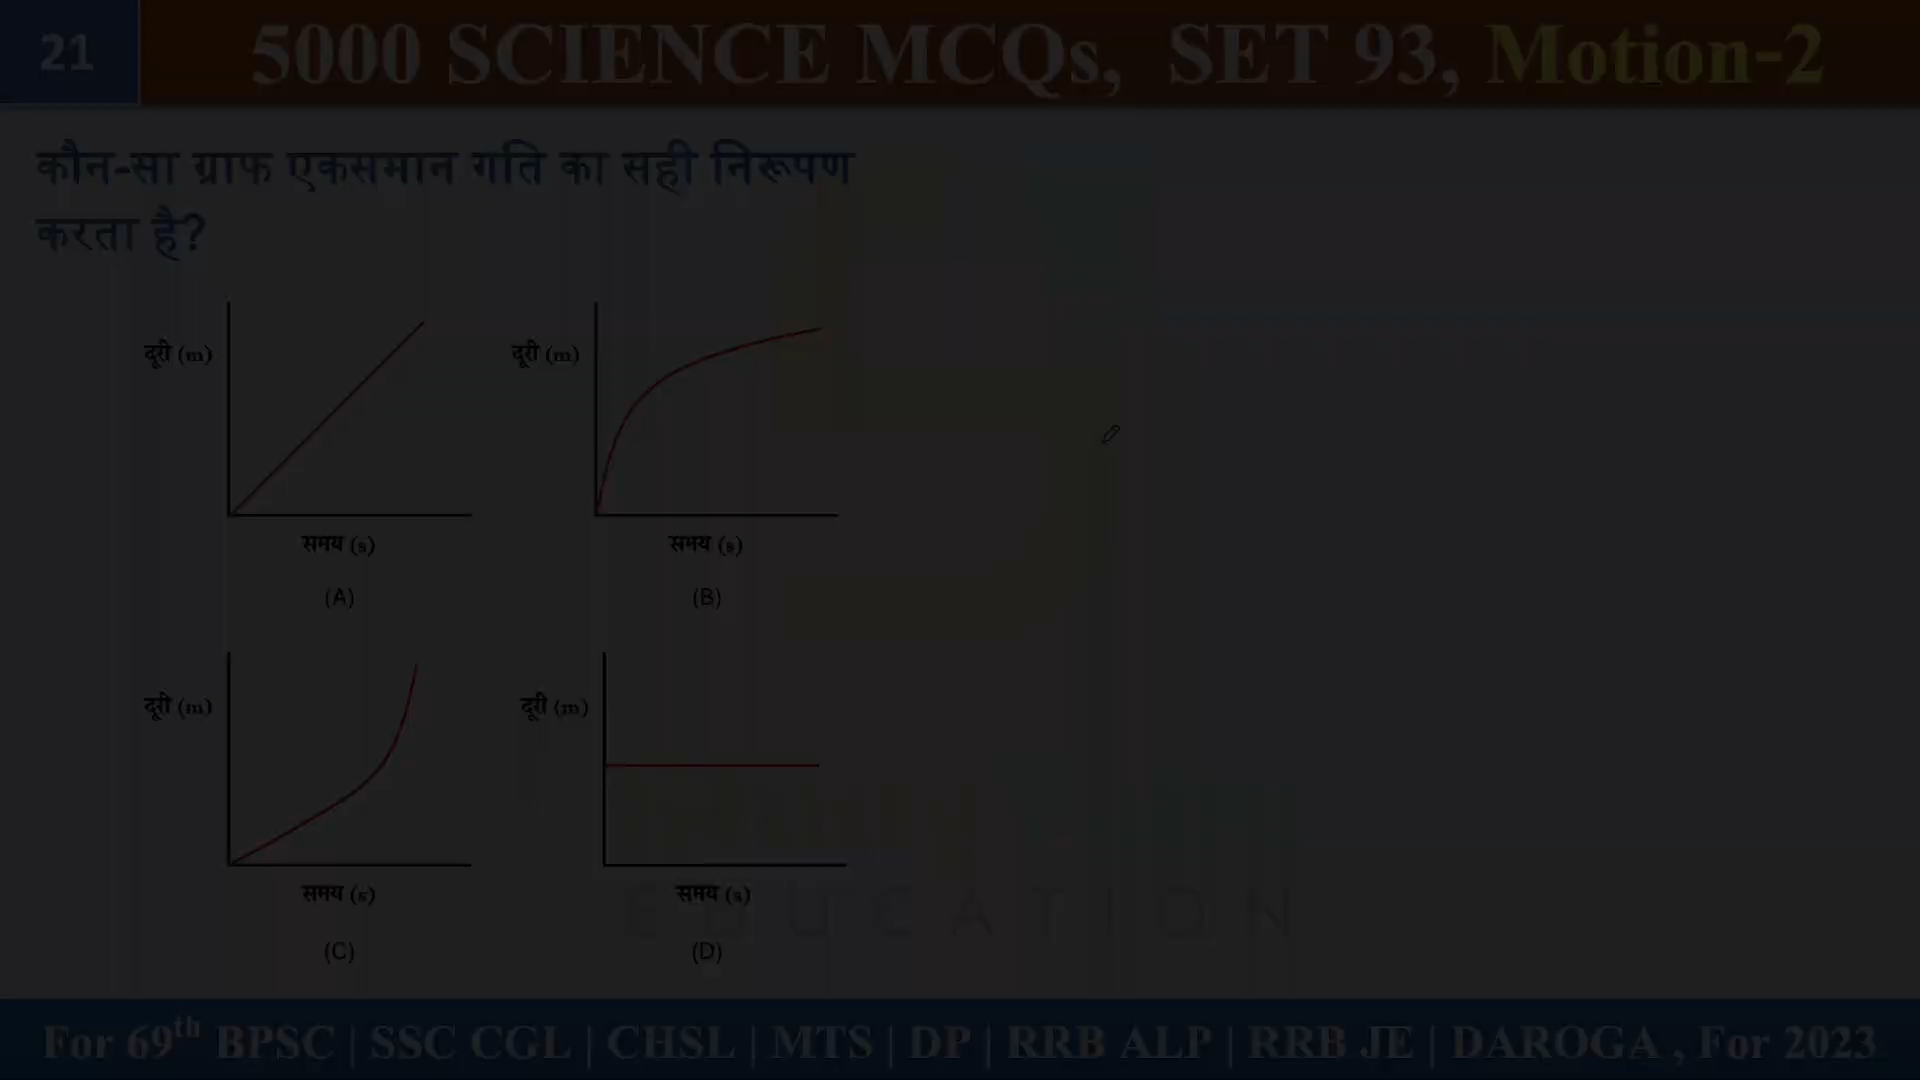 21
5000 SCIENCE MCQs, SET 93, Motion-2
कौन-सा ग्राफ एकसमान गति का सही निरूपण
करता है?
दूरी (m)
समय (s)
(A)
दूरी (m)
समय (s)
(B)
दूरी (m)
समय (s)
(C)
दूरी (m)
समय (s)
(D)
EDUCATION
For 69th BPSC | SSC CGL | CHSL | MTS | DP | RRB ALP | RRB JE | DAROGA , For 2023